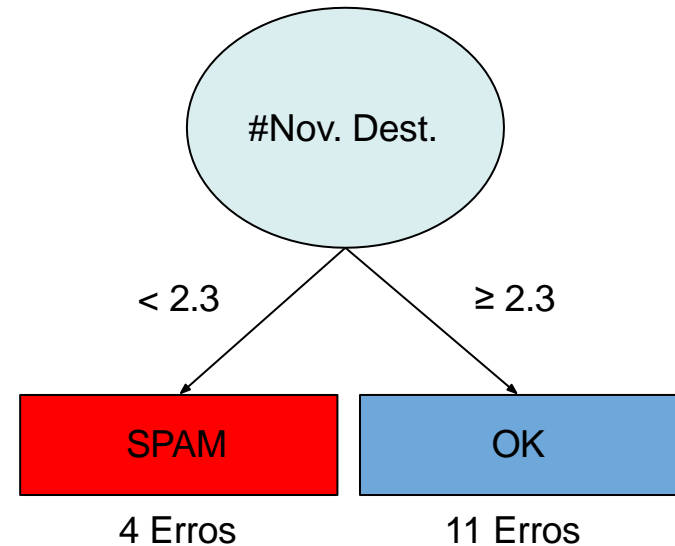 #Nov. Dest.
< 2.3
≥ 2.3
SPAM
OK
4 Erros
11 Erros